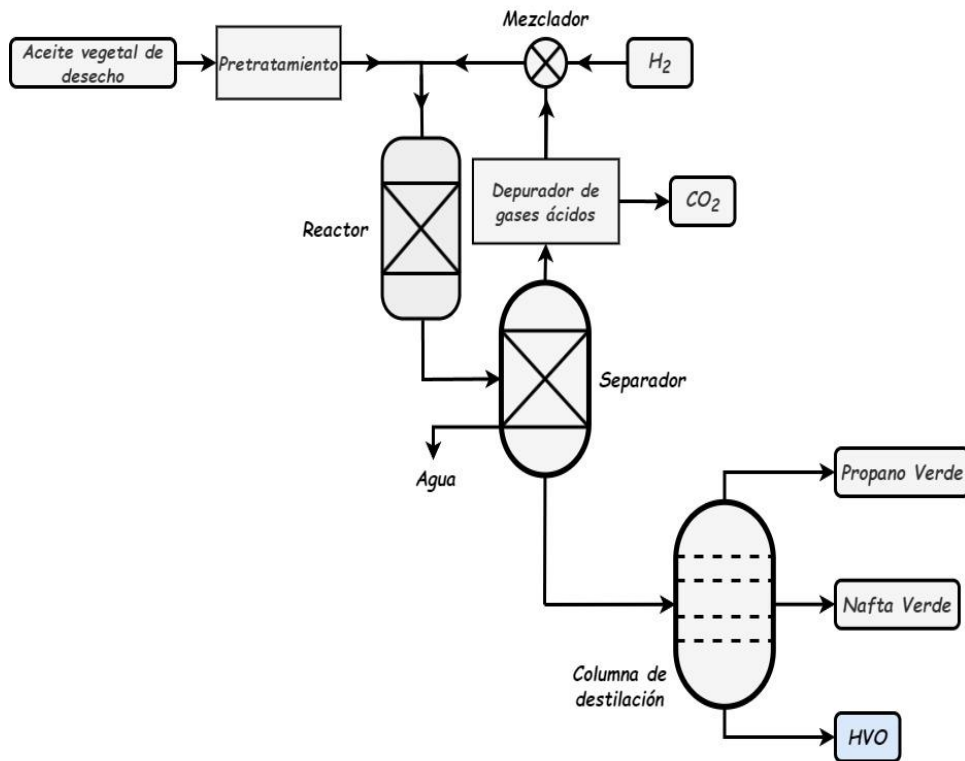 Mezclador
Aceite vegetal de
desecho
Pretratamiento
H₂
Depurador de
gases ácidos
CO₂
Reactor
Separador
Agua
Propano Verde
Nafta Verde
Columna de
destilación
HVO